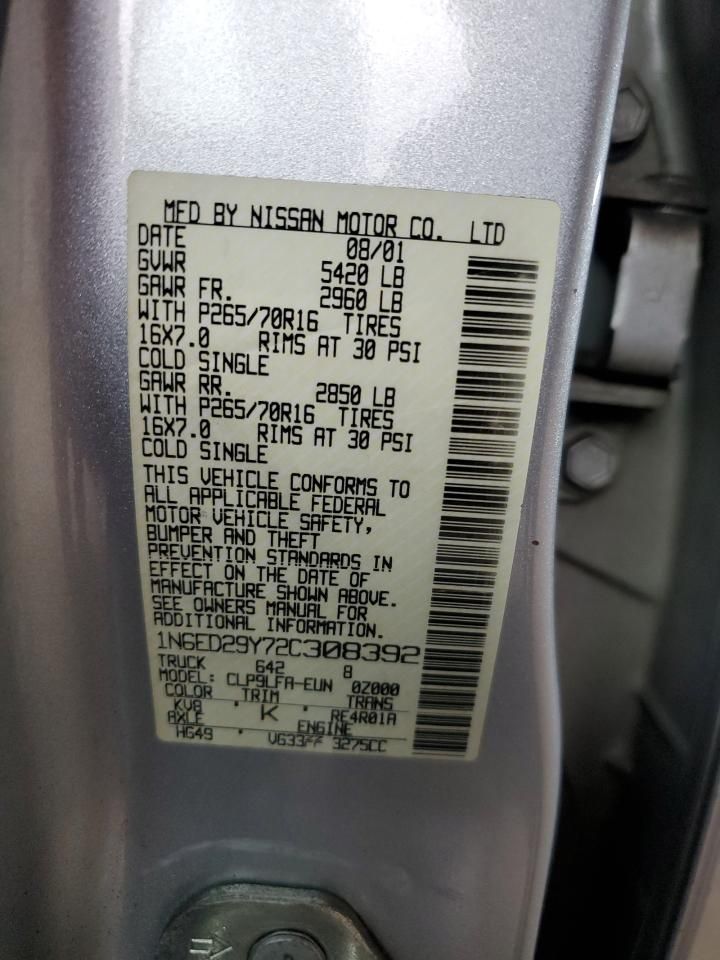 MFD BY NISSAN MOTOR CO. LTD
DATE 08/01
GVWR 5420 LB
GAWR FR. 2960 LB
WITH P265/70R16 TIRES
16X7.0 RIMS AT 30 PSI
COLD SINGLE
GAWR RR. 2850 LB
WITH P265/70R16 TIRES
16X7.0 RIMS AT 30 PSI
COLD SINGLE
THIS VEHICLE CONFORMS TO
ALL APPLICABLE FEDERAL
MOTOR VEHICLE SAFETY,
BUMPER AND THEFT
PREVENTION STANDARDS IN
EFFECT ON THE DATE OF
MANUFACTURE SHOWN ABOVE.
SEE OWNERS MANUAL FOR
ADDITIONAL INFORMATION.
1N6ED29Y72C308392
TRUCK 642 8
MODEL: CLP9LFA-EUN 0Z000
COLOR TRIM TRANS
KV8 K RE4R01A
AXLE ENGINE
HG49 VG33** 3275CC